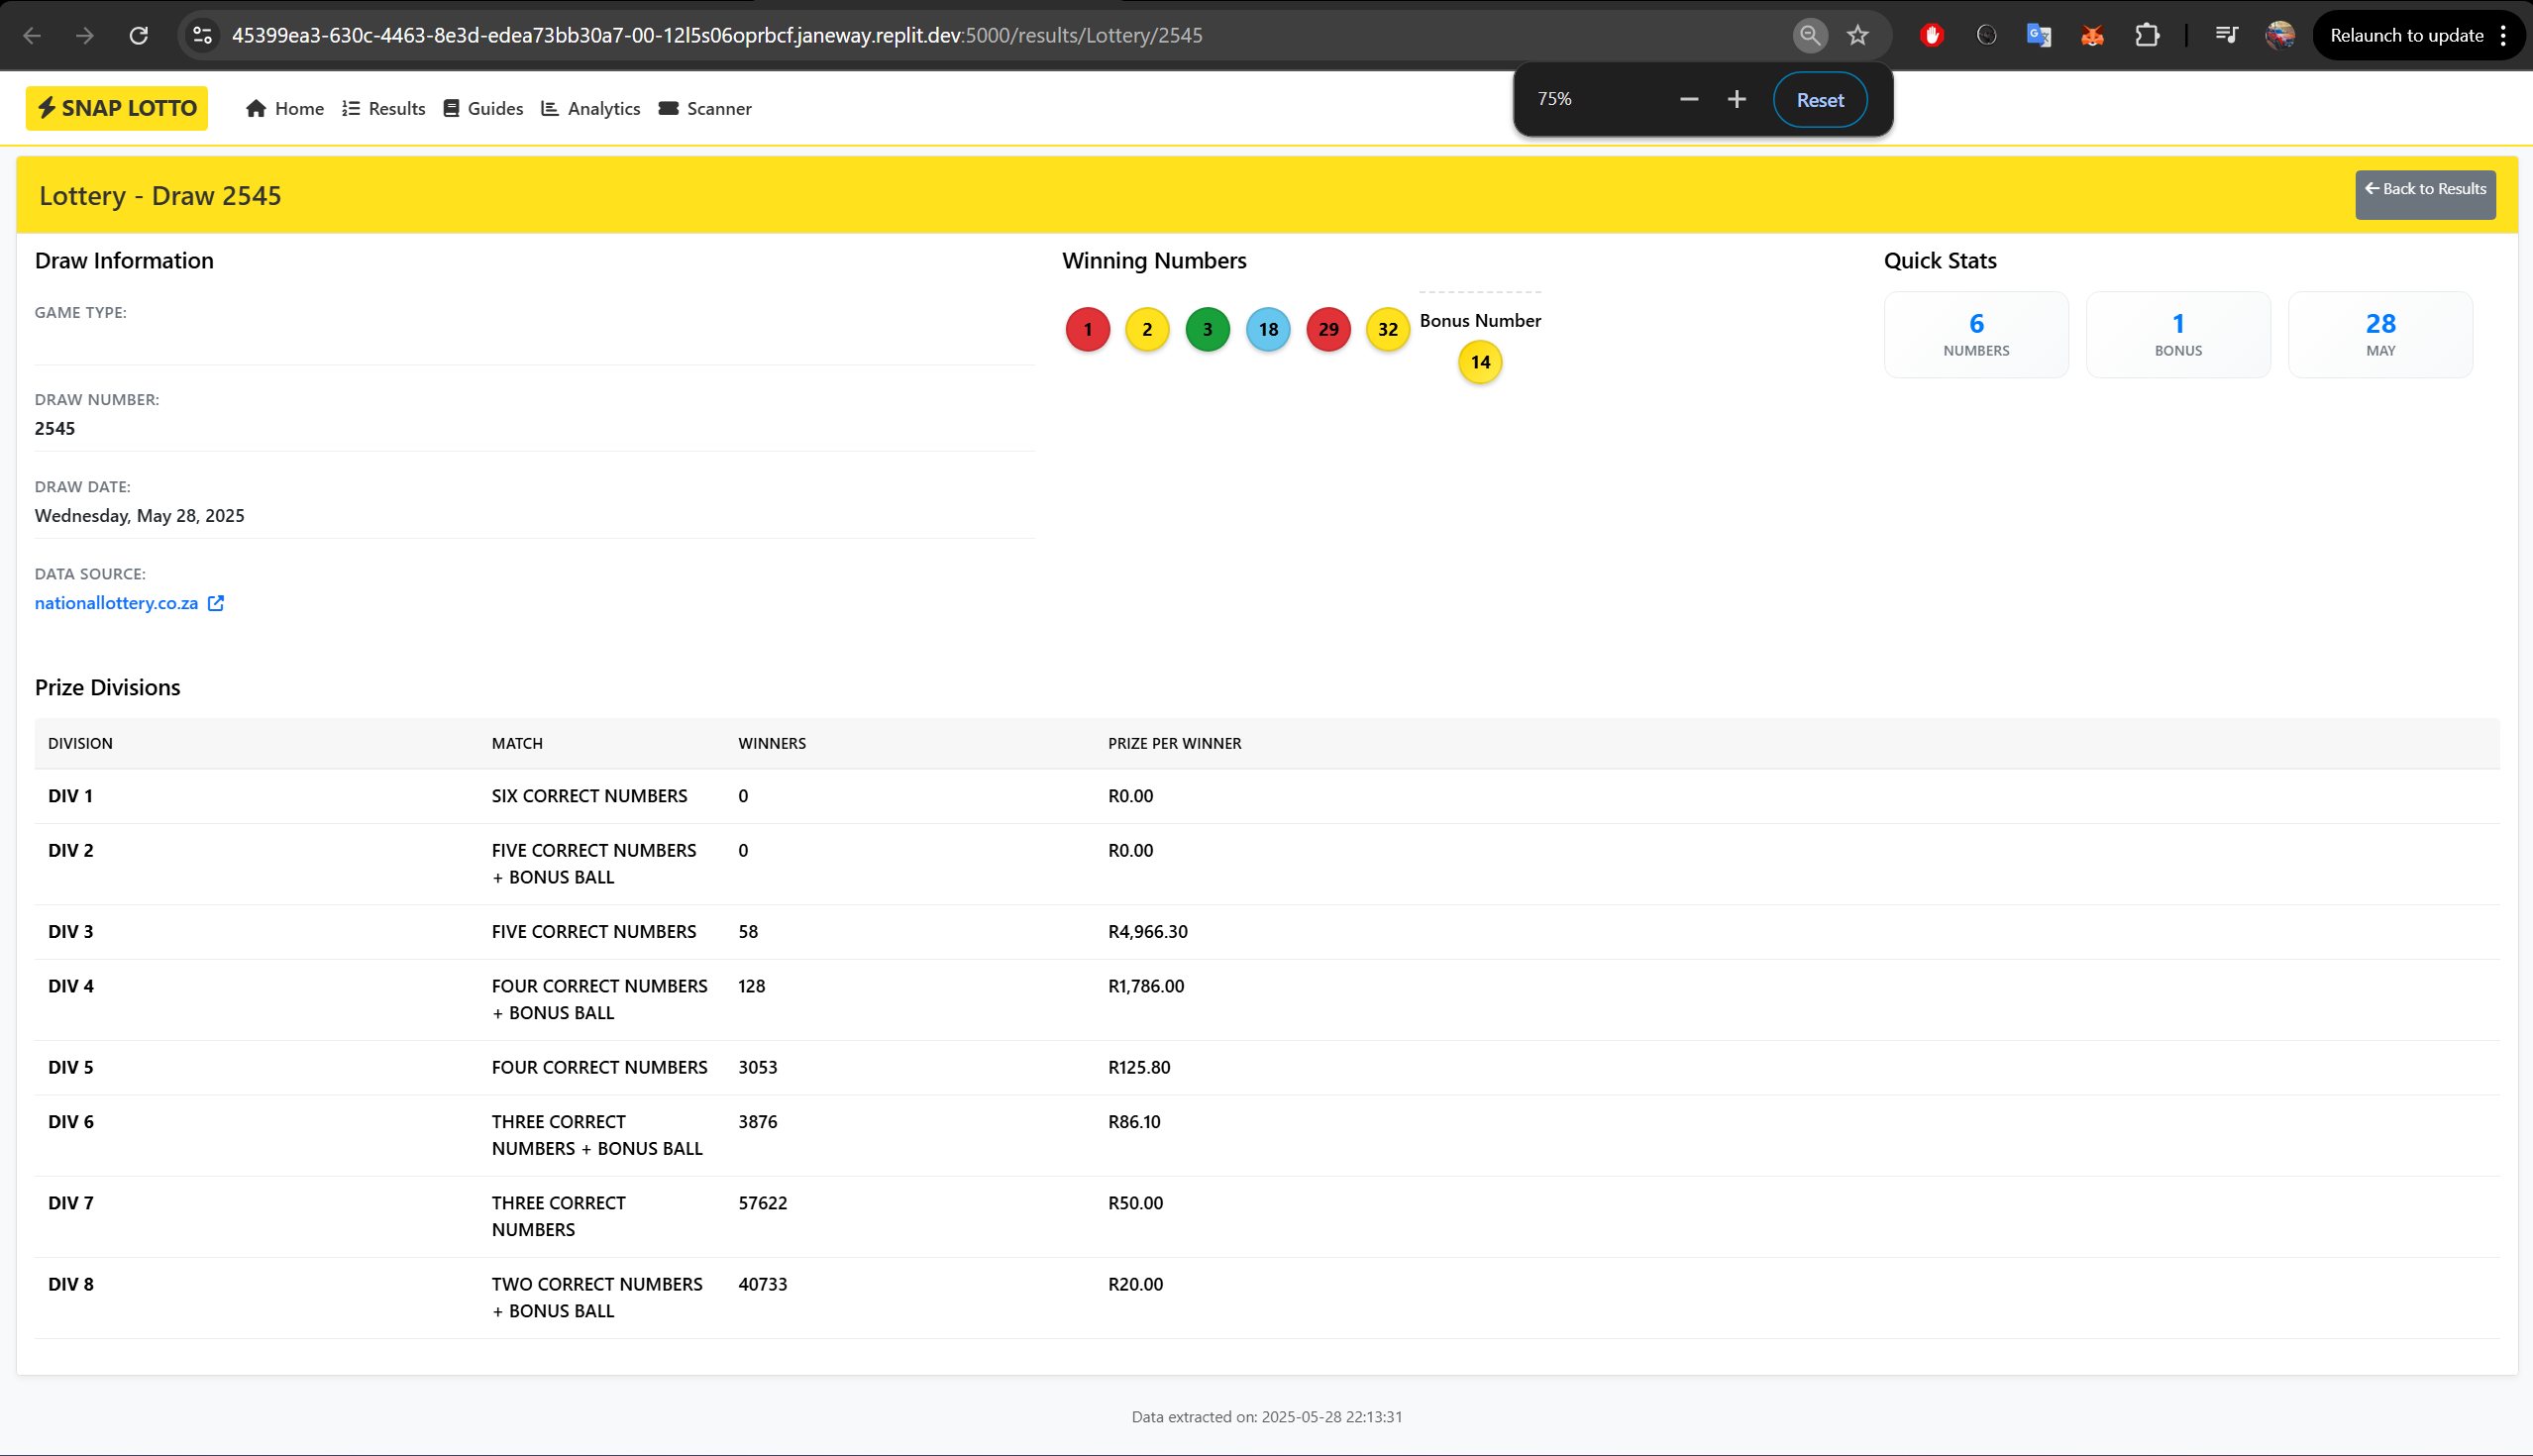 45399ea3-630c-4463-8e3d-edea73bb30a7-00-12l5s06oprbcf.janeway.replit.dev:5000/results/Lottery/2545
Relaunch to update
75%
Reset
SNAP LOTTO
Home
Results
Guides
Analytics
Scanner
Lottery - Draw 2545
Back to Results
Draw Information
GAME TYPE:
DRAW NUMBER:
2545
DRAW DATE:
Wednesday, May 28, 2025
DATA SOURCE:
nationallottery.co.za
Winning Numbers
1 2 3 18 29 32
Bonus Number
14
Quick Stats
6
NUMBERS
1
BONUS
28
MAY
Prize Divisions
DIVISION MATCH WINNERS PRIZE PER WINNER
DIV 1 SIX CORRECT NUMBERS 0 R0.00
DIV 2 FIVE CORRECT NUMBERS 0 R0.00
+ BONUS BALL
DIV 3 FIVE CORRECT NUMBERS 58 R4,966.30
DIV 4 FOUR CORRECT NUMBERS 128 R1,786.00
+ BONUS BALL
DIV 5 FOUR CORRECT NUMBERS 3053 R125.80
DIV 6 THREE CORRECT 3876 R86.10
NUMBERS + BONUS BALL
DIV 7 THREE CORRECT 57622 R50.00
NUMBERS
DIV 8 TWO CORRECT NUMBERS 40733 R20.00
+ BONUS BALL
Data extracted on: 2025-05-28 22:13:31